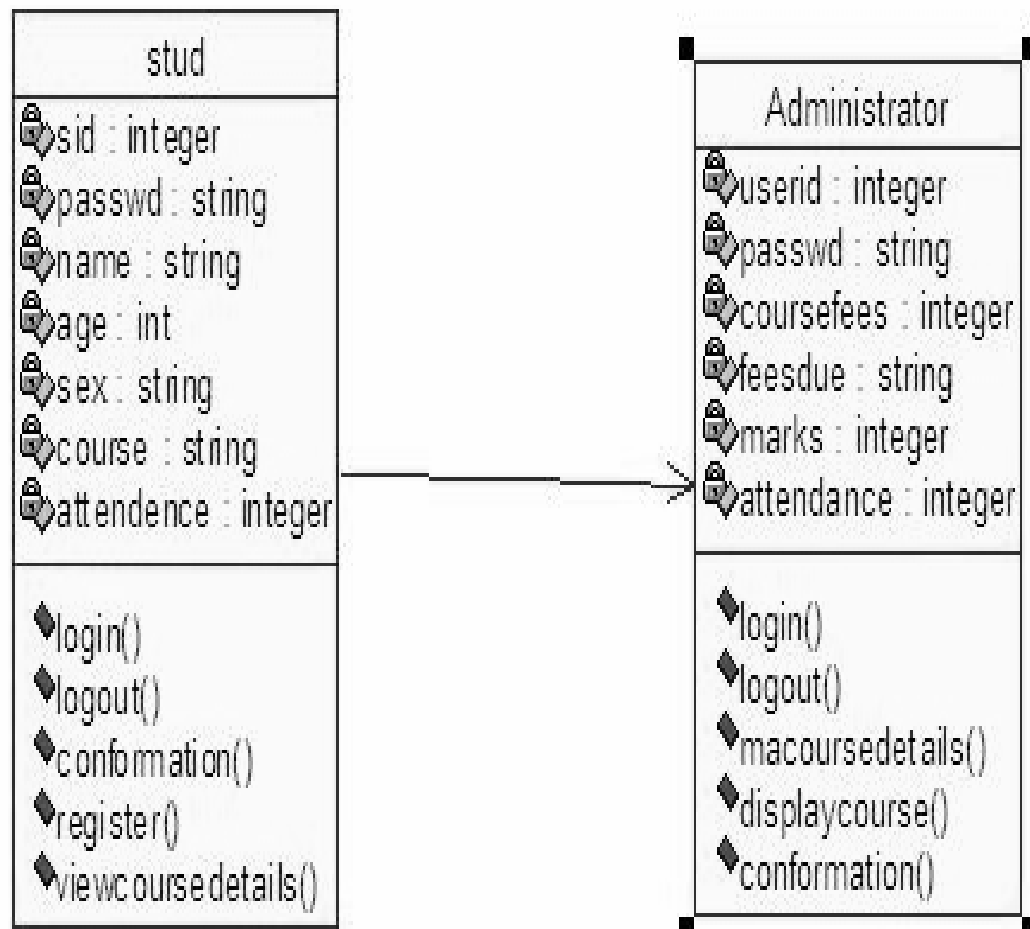 stud
sid : integer
passwd : string
name : string
age : int
sex : string
course : string
attendence : integer
login()
logout()
conformation()
register()
viewcoursedetails()
Administrator
userid : integer
passwd : string
coursefees : integer
feesdue : string
marks : integer
attendance : integer
login()
logout()
macoursedetails()
displaycourse()
conformation()